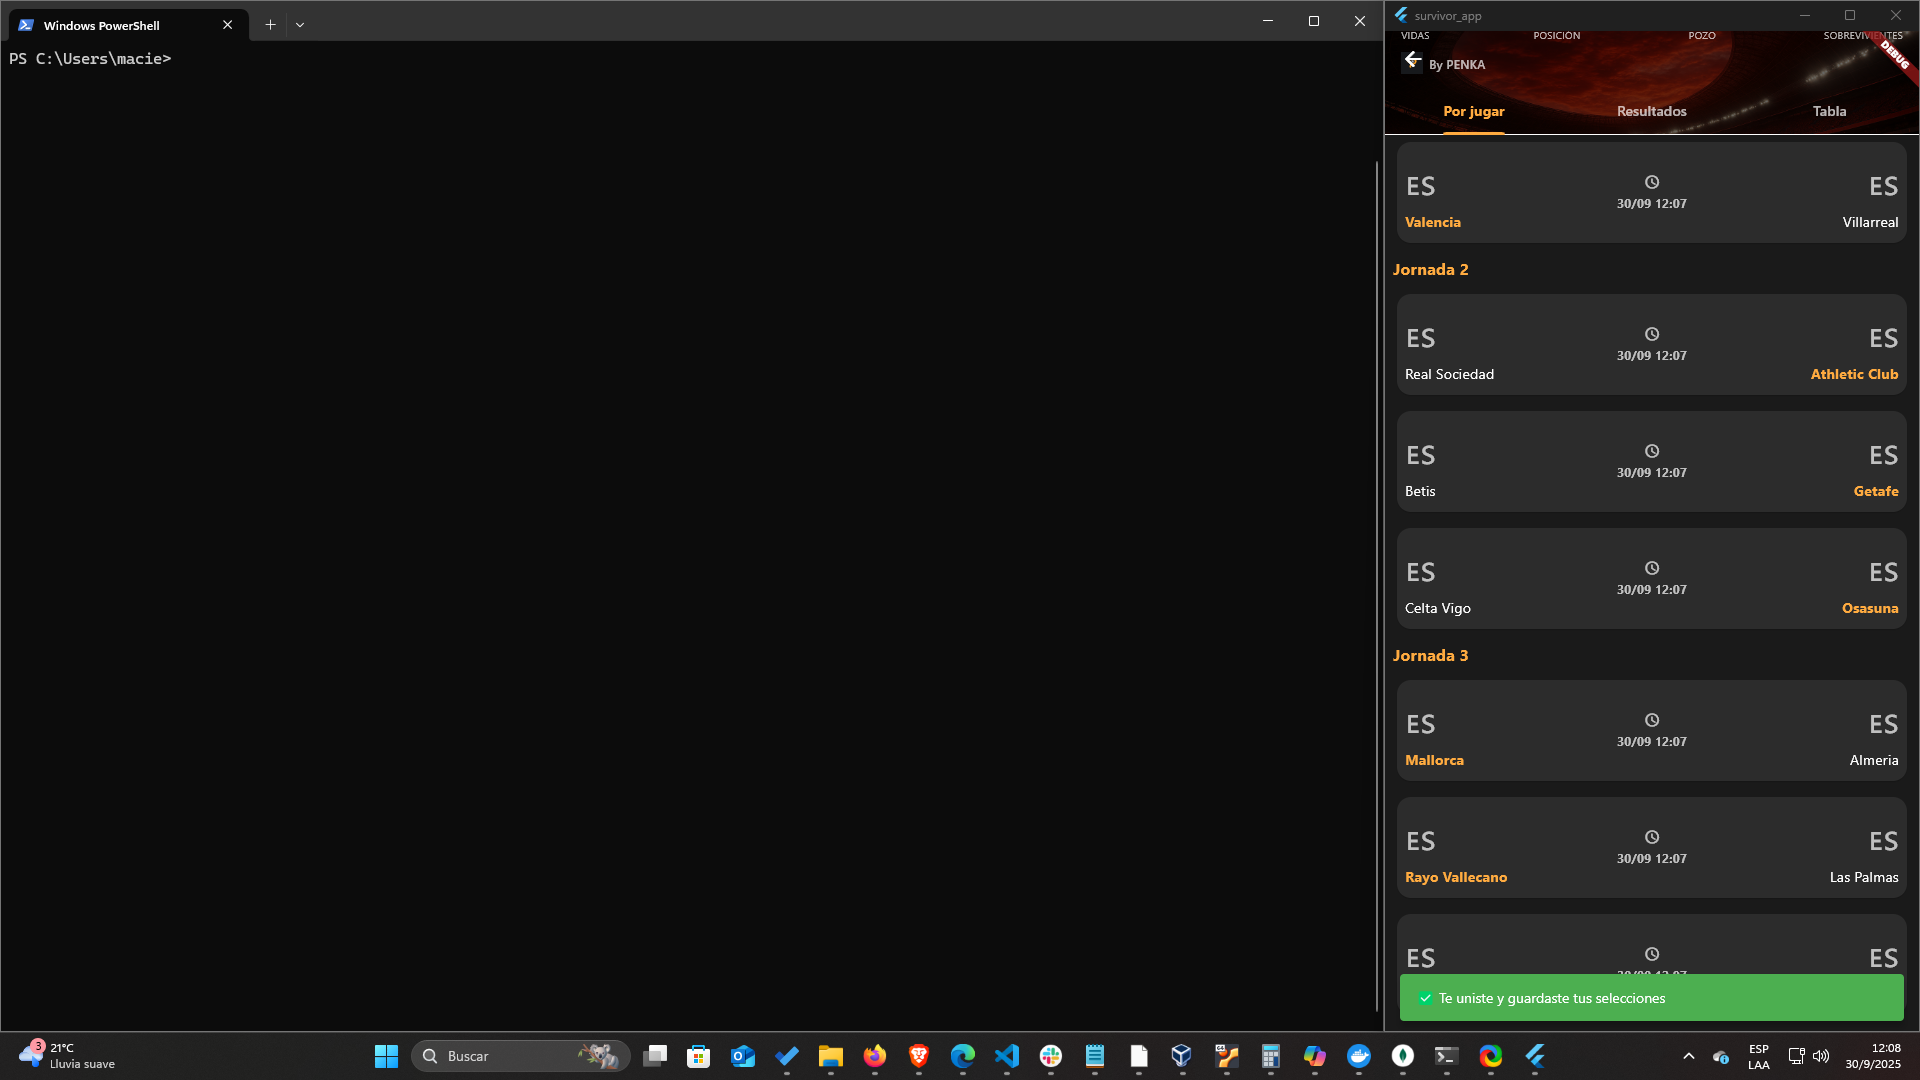 Windows PowerShell
PS C:\Users\macie>
survivor_app
VIDAS POSICIÓN POZO SOBREVIVIENTES
DEBUG
By PENKA
Por jugar Resultados Tabla
ES ES
30/09 12:07
Valencia Villarreal
Jornada 2
ES ES
30/09 12:07
Real Sociedad Athletic Club
ES ES
30/09 12:07
Betis Getafe
ES ES
30/09 12:07
Celta Vigo Osasuna
Jornada 3
ES ES
30/09 12:07
Mallorca Almeria
ES ES
30/09 12:07
Rayo Vallecano Las Palmas
ES ES
Te uniste y guardaste tus selecciones
3
21°C
Lluvia suave
Buscar
ESP
LAA
12:08
30/9/2025